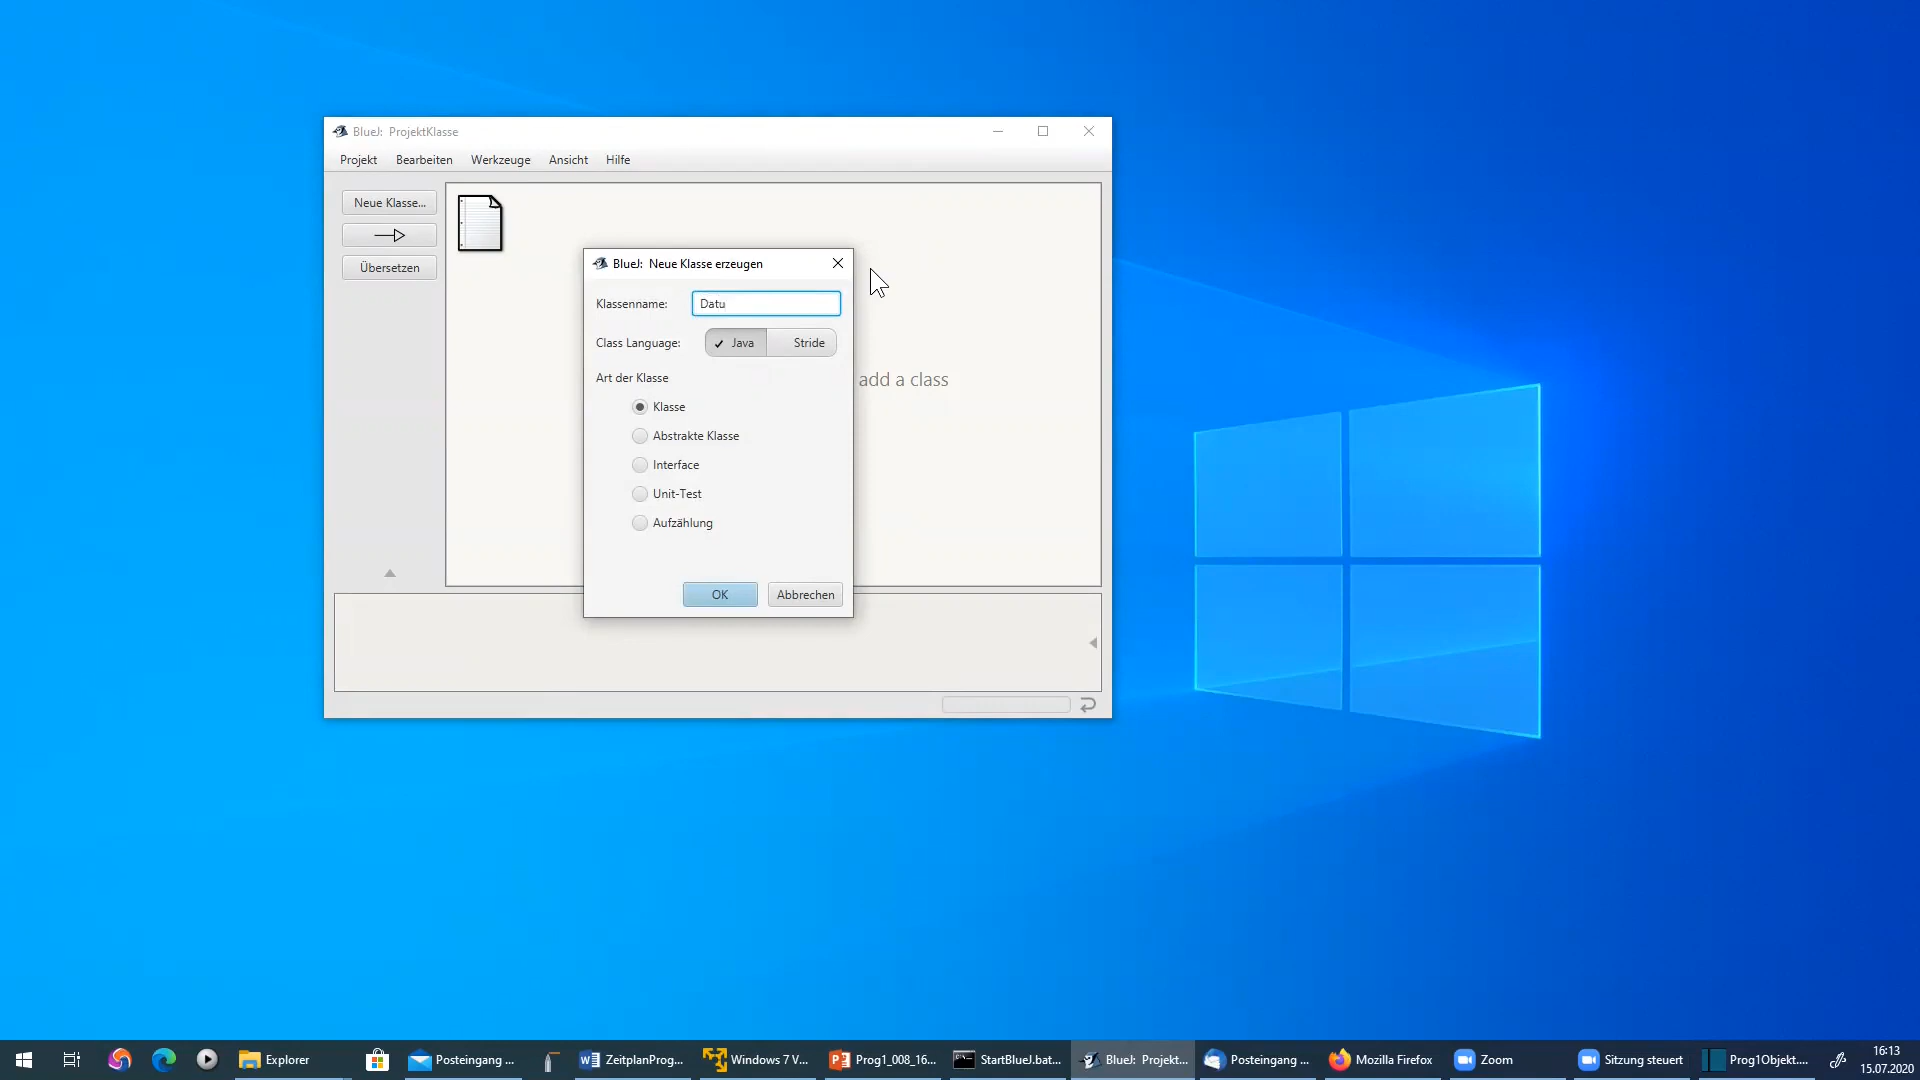 BlueJ: ProjektKlasse
Projekt Bearbeiten Werkzeuge Ansicht Hilfe
Neue Klasse...
Übersetzen
BlueJ: Neue Klasse erzeugen
Klassenname: Datu
Class Language: Java Stride
Art der Klasse
add a class
Klasse
Abstrakte Klasse
Interface
Unit-Test
Aufzählung
OK Abbrechen
Explorer Posteingang ... ZeitplanProg... Windows 7 V... Prog1_008_16... StartBlueJ.bat... BlueJ: Projekt... Posteingang ... Mozilla Firefox Zoom Sitzung steuert Prog1Objekt.... 16:13
15.07.2020